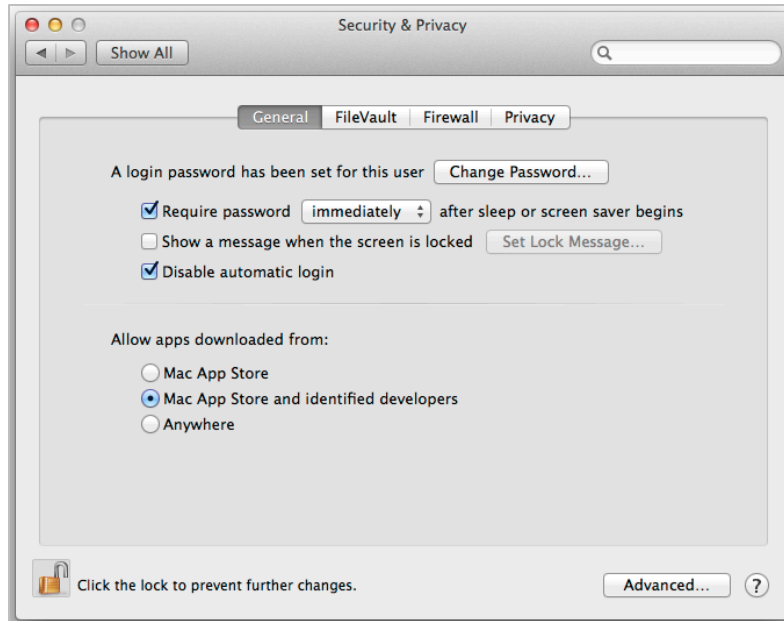 Security & Privacy
Show All
General FileVault Firewall Privacy
A login password has been set for this user Change Password...
Require password immediately after sleep or screen saver begins
Show a message when the screen is locked Set Lock Message...
Disable automatic login
Allow apps downloaded from:
Mac App Store
Mac App Store and identified developers
Anywhere
Click the lock to prevent further changes. Advanced... ?